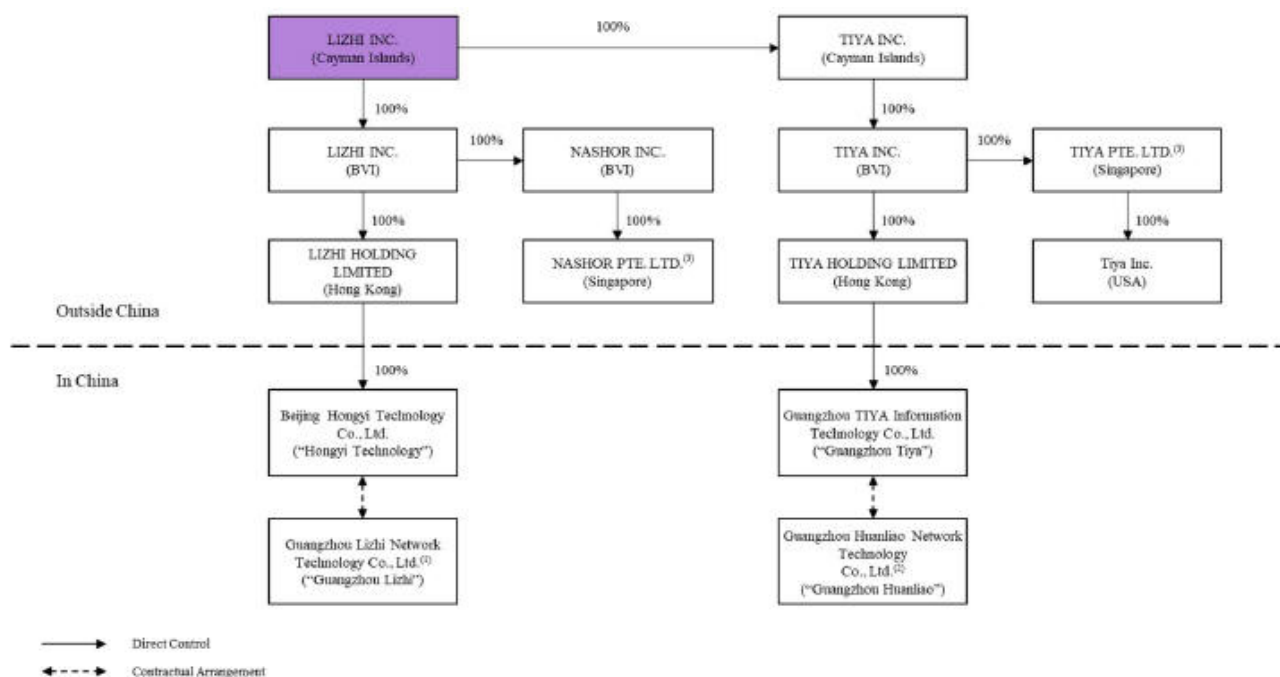 LIZHI INC.
(Cayman Islands)
100%
TIYA INC.
(Cayman Islands)
100%
100%
LIZHI INC.
(BVI)
100%
NASHOR INC.
(BVI)
TIYA INC.
(BVI)
100%
TIYA PTE. LTD.(3)
(Singapore)
100%
100%
100%
100%
LIZHI HOLDING
LIMITED
(Hong Kong)
NASHOR PTE. LTD.(3)
(Singapore)
TIYA HOLDING LIMITED
(Hong Kong)
Tiya Inc.
(USA)
Outside China
In China
100%
100%
Beijing Hongyi Technology
Co., Ltd.
(“Hongyi Technology”)
Guangzhou TIYA Information
Technology Co., Ltd.
(“Guangzhou Tiya”)
Guangzhou Lizhi Network
Technology Co., Ltd.(1)
(“Guangzhou Lizhi”)
Guangzhou Huanliao Network
Technology
Co., Ltd.(2)
(“Guangzhou Huanliao”)
Direct Control
Contractual Arrangement